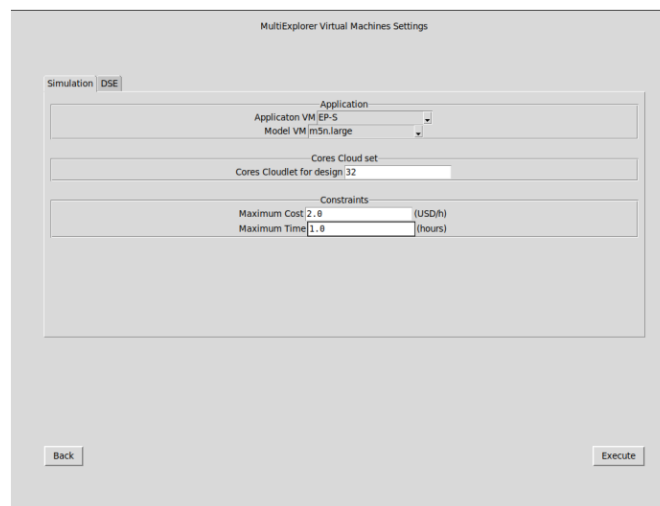 MultiExplorer Virtual Machines Settings
Simulation DSE
Application
Applicaton VM EP-S
Model VM m5n.large
Cores Cloud set
Cores Cloudlet for design 32
Constraints
Maximum Cost 2.0 (USD/h)
Maximum Time 1.0 (hours)
Back Execute